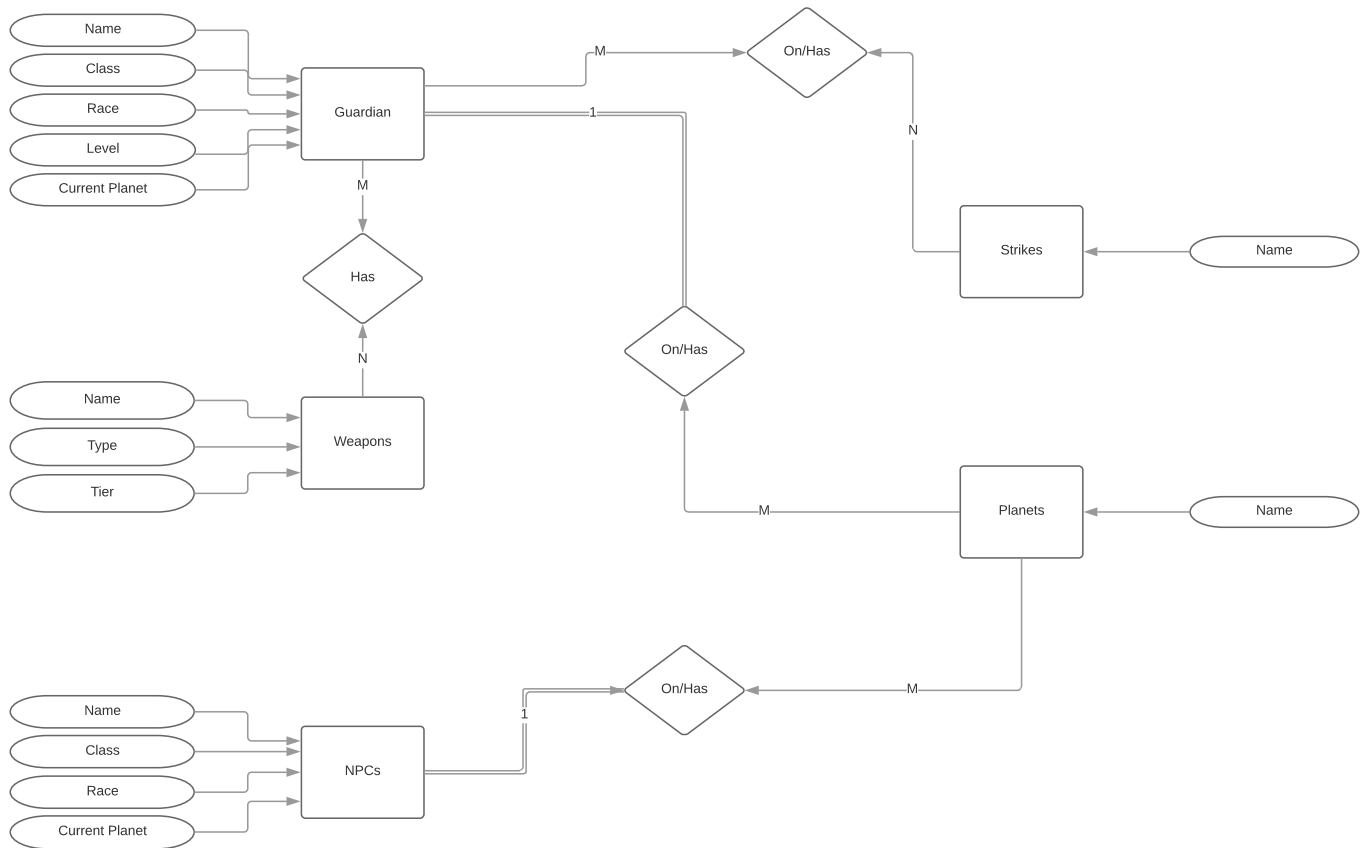 Name
Class
Race
Level
Current Planet
Guardian
M
On/Has
1
M
Has
N
N
Strikes
Name
On/Has
Name
Type
Tier
Weapons
M
Planets
Name
Name
Class
Race
Current Planet
NPCs
1
On/Has
M